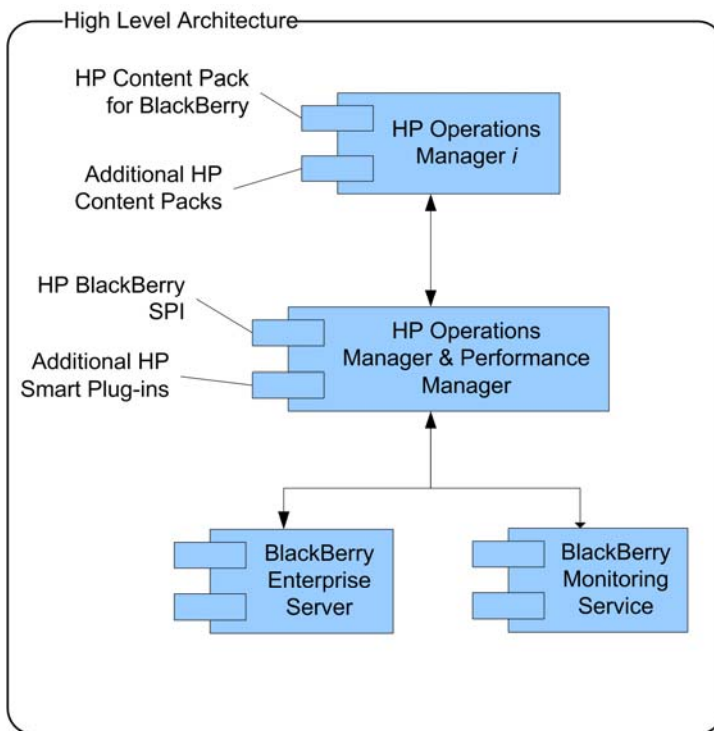 High Level Architecture
HP Content Pack
for BlackBerry
HP Operations
Manager i
Additional HP
Content Packs
HP BlackBerry
SPI
HP Operations
Manager & Performance
Manager
Additional HP
Smart Plug-ins
BlackBerry
Enterprise
Server
BlackBerry
Monitoring
Service